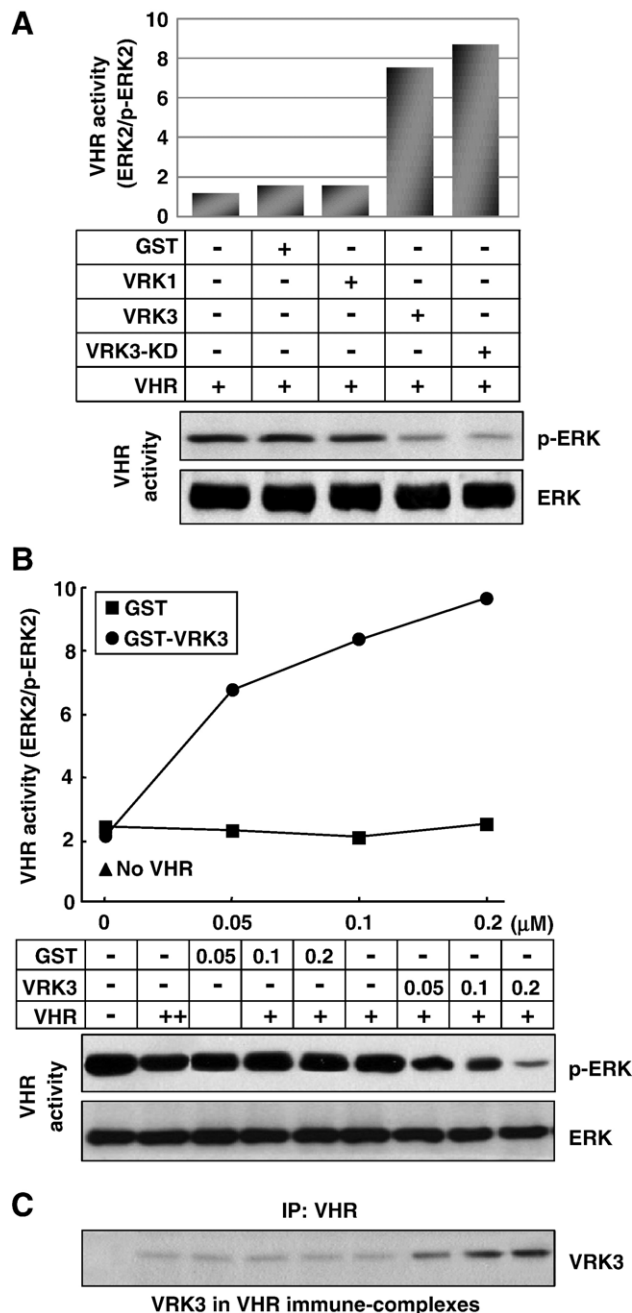 A
VHR activity
(ERK2/p-ERK2)
10
8
6
4
2
0
GST - + - - -
VRK1 - - + - -
VRK3 - - - + -
VRK3-KD - - - - +
VHR + + + + +
VHR
activity
p-ERK
ERK
B
VHR activity (ERK2/p-ERK2)
10
8
6
4
2
0
GST
GST-VRK3
No VHR
0 0.05 0.1 0.2 (μM)
GST - - 0.05 0.1 0.2 - - - -
VRK3 - - - - - - 0.05 0.1 0.2
VHR - ++ + + + + + +
VHR
activity
p-ERK
ERK
C
IP: VHR
VRK3
VRK3 in VHR immune-complexes